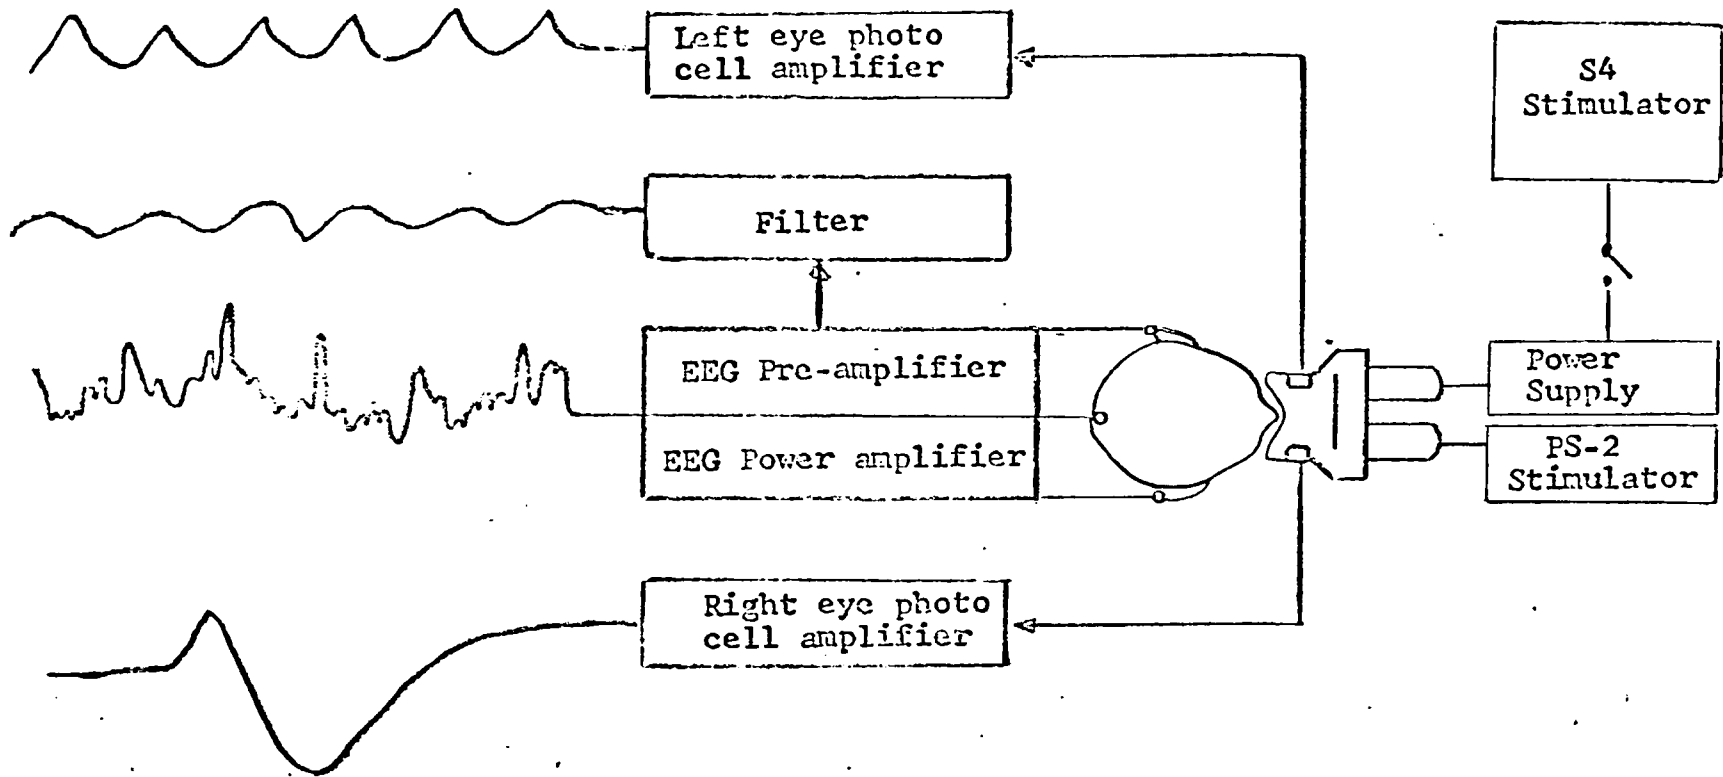 Left eye photo
cell amplifier
S4
Stimulator
Filter
EEG Pre-amplifier
EEG Power amplifier
Power
Supply
PS-2
Stimulator
Right eye photo
cell amplifier